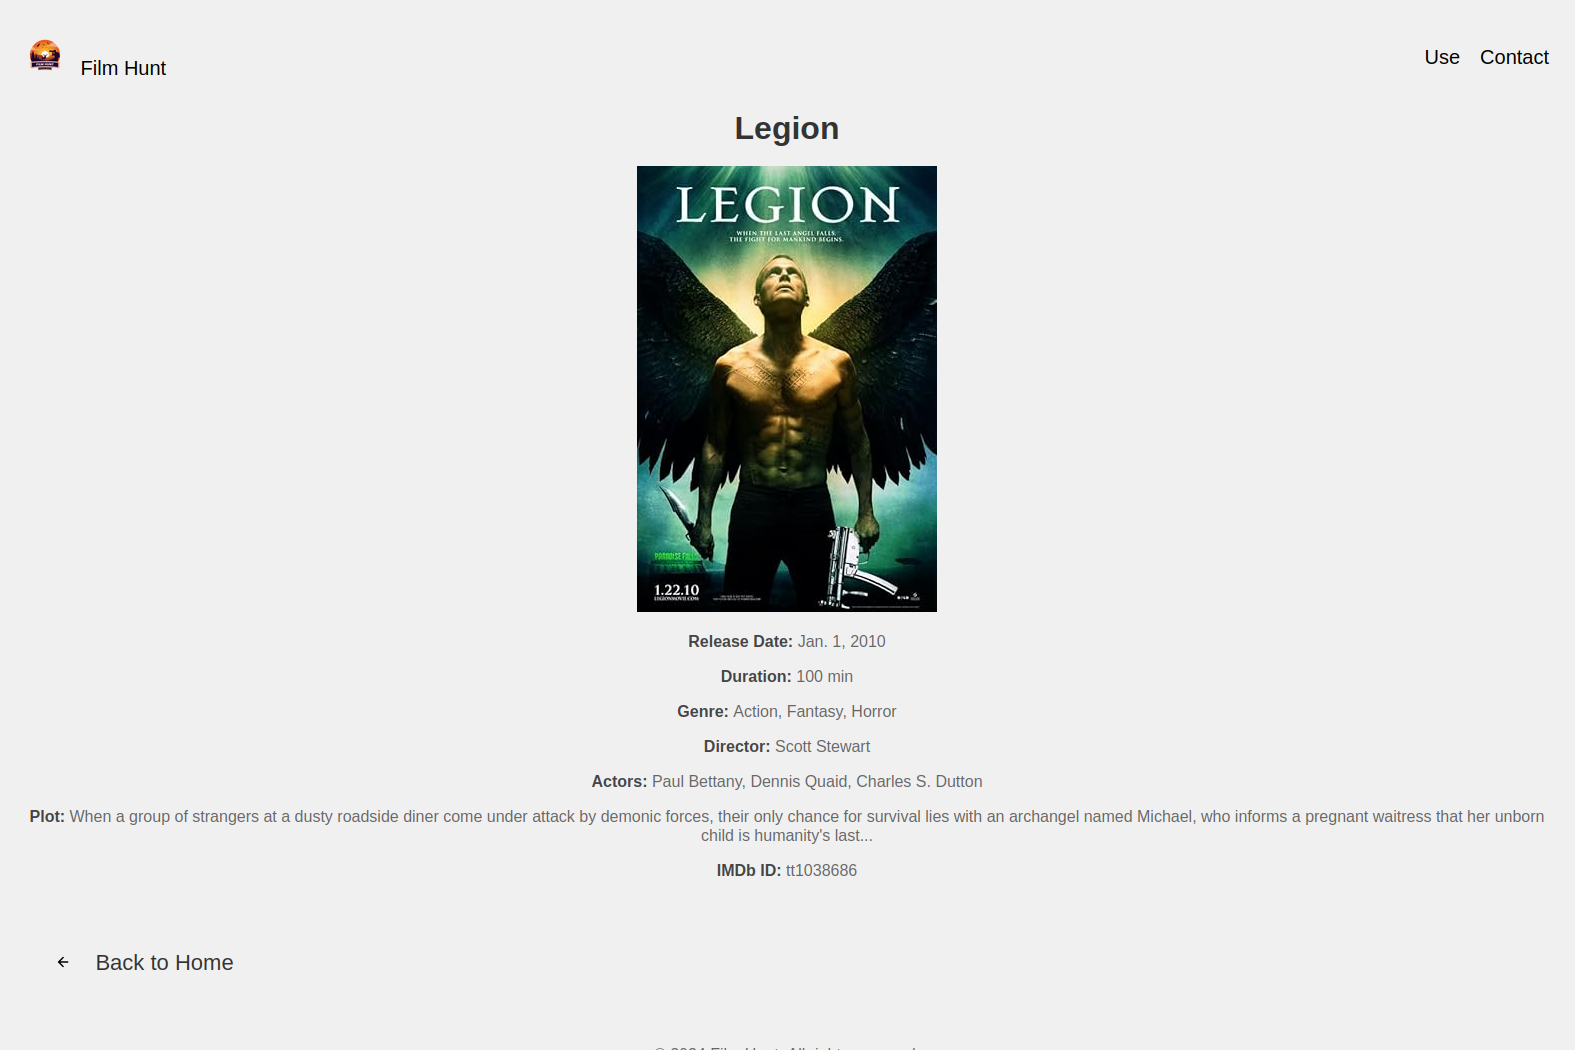 Film Hunt
Use
Contact
Legion
LEGION
WHEN THE LAST ANGEL FALLS,
THE FIGHT FOR MANKIND BEGINS.
1.22.10
LEGIONMOVIE.COM
Release Date: Jan. 1, 2010
Duration: 100 min
Genre: Action, Fantasy, Horror
Director: Scott Stewart
Actors: Paul Bettany, Dennis Quaid, Charles S. Dutton
Plot: When a group of strangers at a dusty roadside diner come under attack by demonic forces, their only chance for survival lies with an archangel named Michael, who informs a pregnant waitress that her unborn
child is humanity's last...
IMDb ID: tt1038686
Back to Home